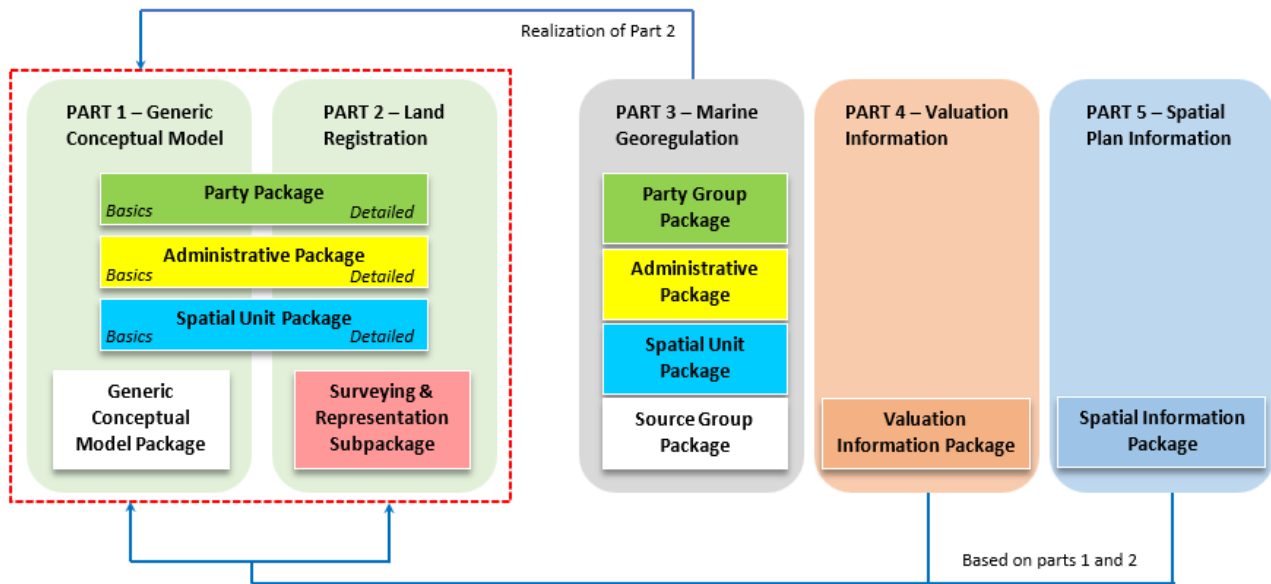 Realization of Part 2
PART 1 – Generic
Conceptual Model
PART 2 – Land
Registration
Party Package
Basics
Detailed
Administrative Package
Basics
Detailed
Spatial Unit Package
Basics
Detailed
Generic
Conceptual
Model Package
Surveying &
Representation
Subpackage
PART 3 – Marine
Georegulation
Party Group
Package
Administrative
Package
Spatial Unit
Package
Source Group
Package
PART 4 – Valuation
Information
Valuation
Information Package
PART 5 – Spatial
Plan Information
Spatial Information
Package
Based on parts 1 and 2